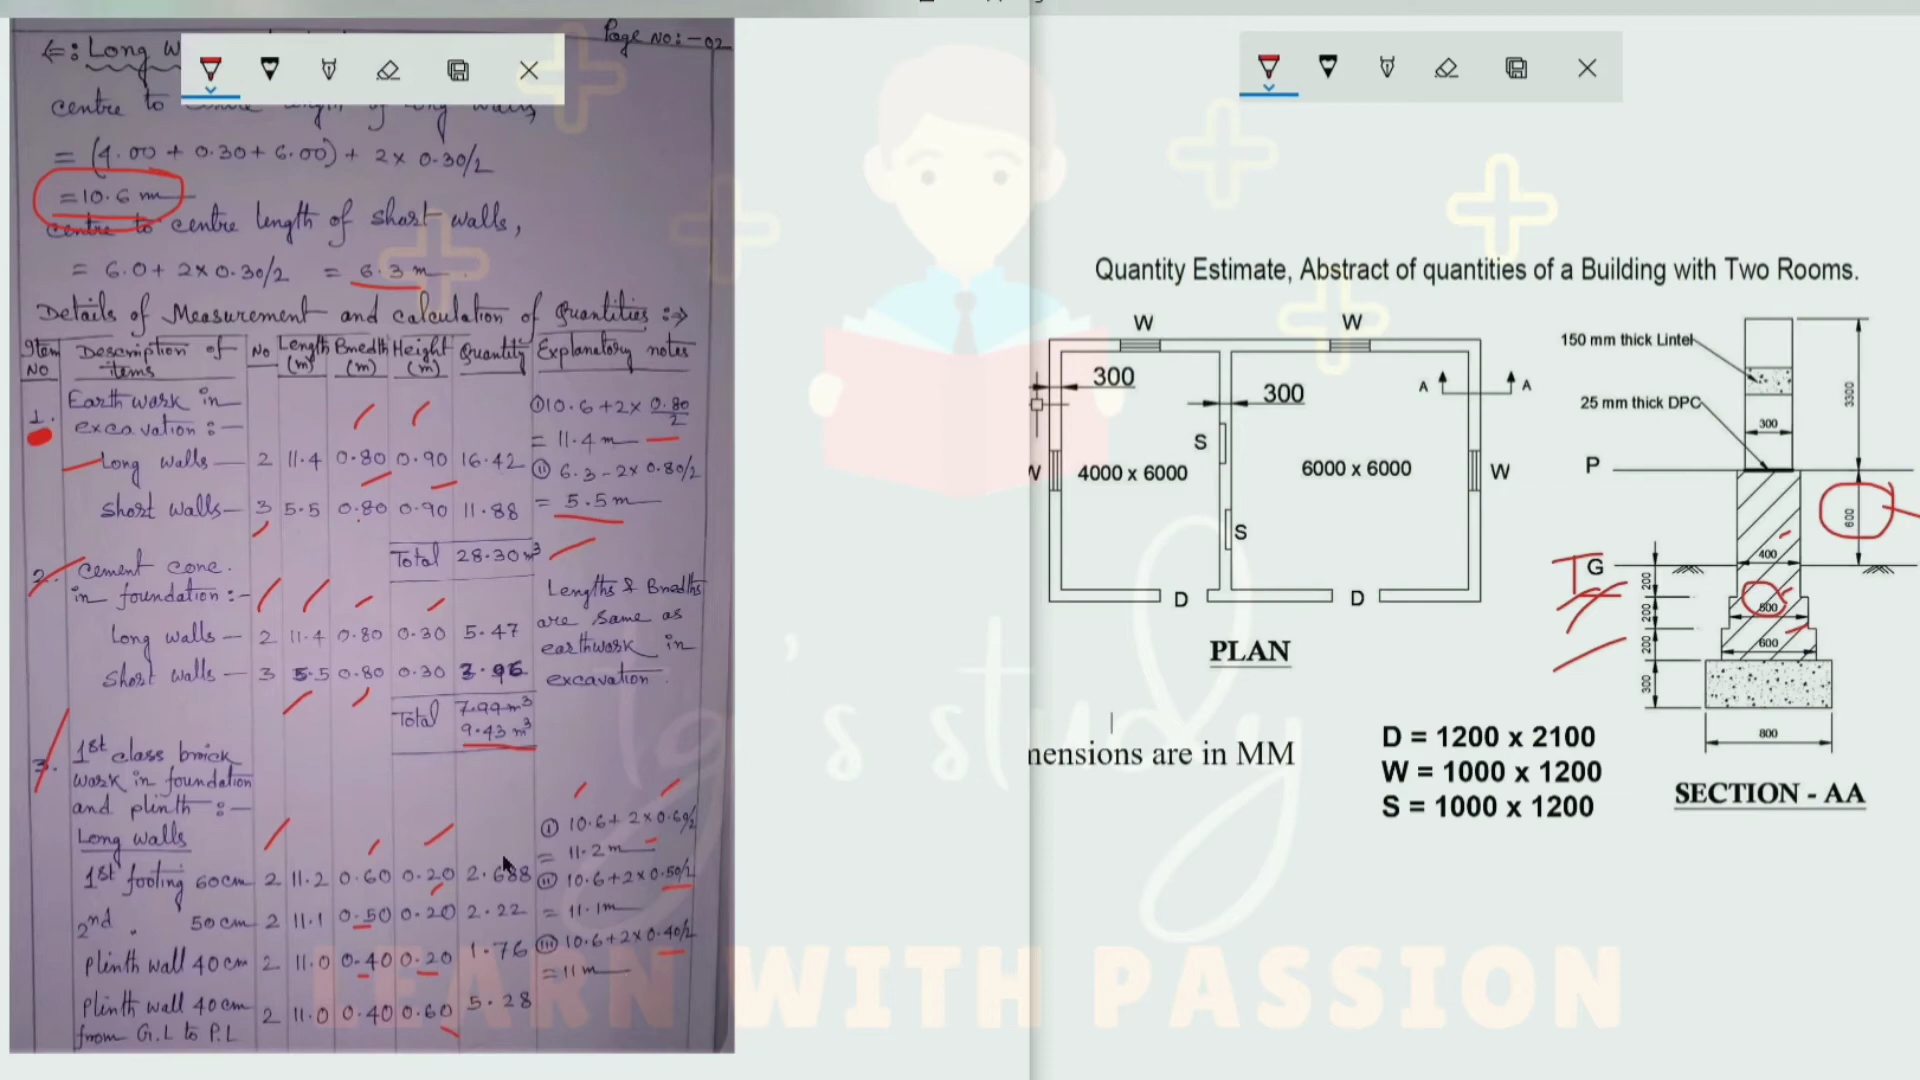 Page No:-02
⇐: Long W
centre to centre length of long walls,
= (4.00 + 0.30 + 6.00) + 2 x 0.30/2
= 10.6 m
centre to centre length of short walls,
= 6.0 + 2 x 0.30/2 = 6.3 m
Details of Measurement and calculation of Quantities :→
Item No Description of items No Length (m) Bredth (m) Height (m) Quantity Explanatory notes
1. Earthwork in excavation :-
Long walls — 2 11.4 0.80 0.90 16.42
Short walls — 3 5.5 0.80 0.90 11.88
Total 28.30 m³
① 10.6 + 2 x 0.80/2
= 11.4 m
(ii) 6.3 - 2 x 0.80/2
= 5.5 m
2. Cement conc. in foundation :-
Long walls — 2 11.4 0.80 0.30 5.47
Short walls — 3 5.5 0.80 0.30 3.96
Total 7.99 m³
9.43 m³
Lengths & Bredths
are same as
earthwork in
excavation.
3. 1st class brick
work in foundation
and plinth :-
Long walls
1st footing 60cm 2 11.2 0.60 0.20 2.688
2nd „ 50cm 2 11.1 0.50 0.20 2.22
Plinth wall 40cm 2 11.0 0.40 0.20 1.76
Plinth wall 40cm 2 11.0 0.40 0.60 5.28
from G.L to P.L
(i) 10.6 + 2 x 0.60/2
= 11.2 m
(ii) 10.6 + 2 x 0.50/2
= 11.1m
(iii) 10.6 + 2 x 0.40/2
= 11 m
Quantity Estimate, Abstract of quantities of a Building with Two Rooms.
W W
300
300
A A
S
W 4000 x 6000 6000 x 6000 W
S
D D
PLAN
mensions are in MM
D = 1200 x 2100
W = 1000 x 1200
S = 1000 x 1200
150 mm thick Lintel
25 mm thick DPC
3300
300
P
600
400
G
200
200
500
200
600
300
800
SECTION - AA
's study
LEARN WITH PASSION